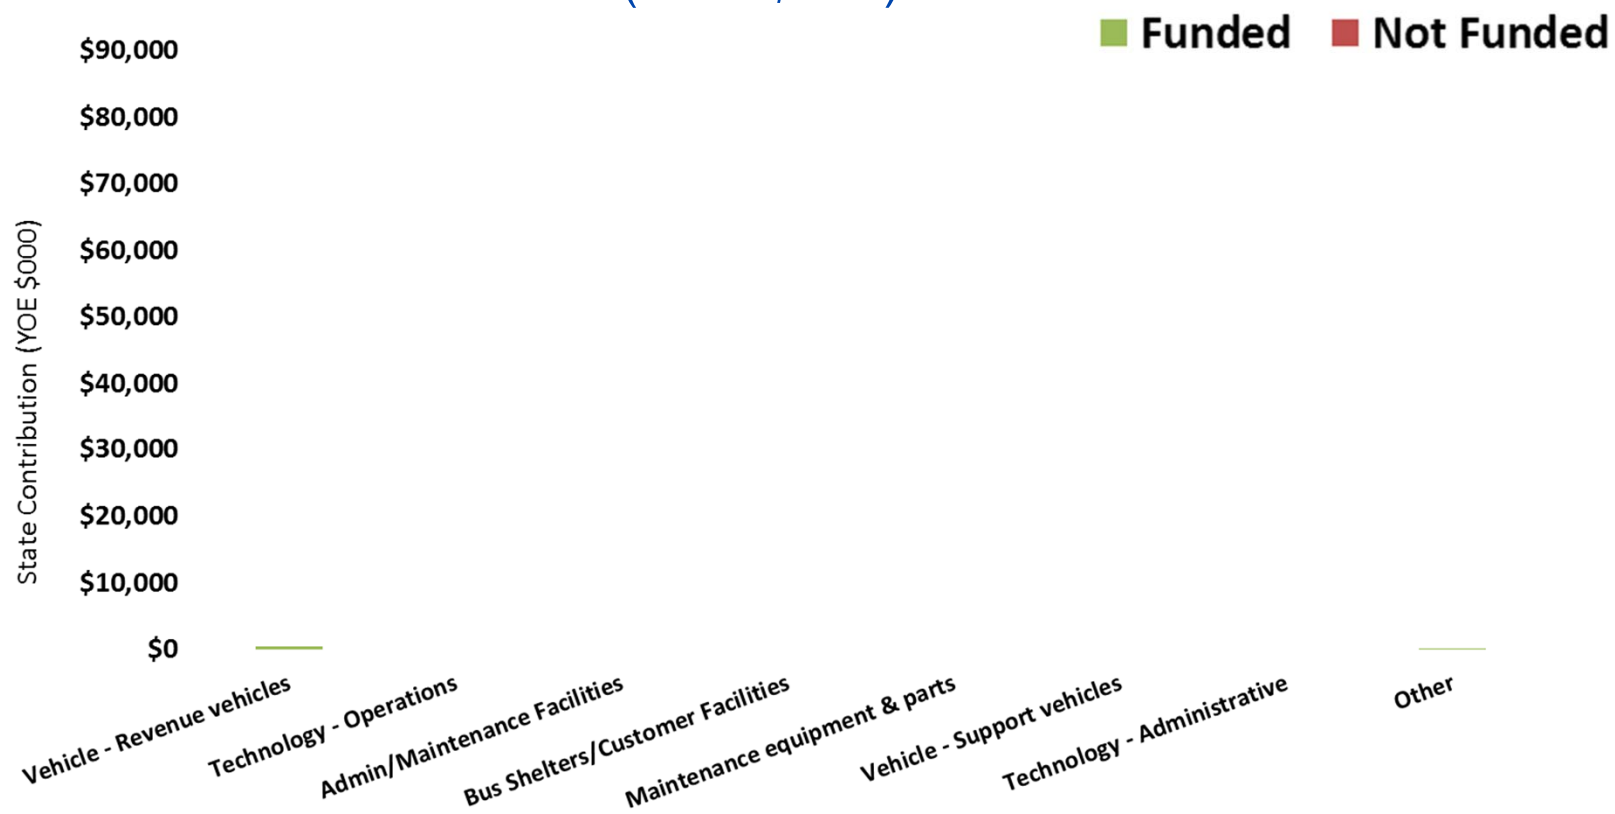 Funded Not Funded
$90,000
$80,000
$70,000
$60,000
$50,000
$40,000
$30,000
$20,000
$10,000
$0
State Contribution (YOE $000)
Vehicle - Revenue vehicles
Technology - Operations
Admin/Maintenance Facilities
Bus Shelters/Customer Facilities
Maintenance equipment & parts
Vehicle - Support vehicles
Technology - Administrative
Other